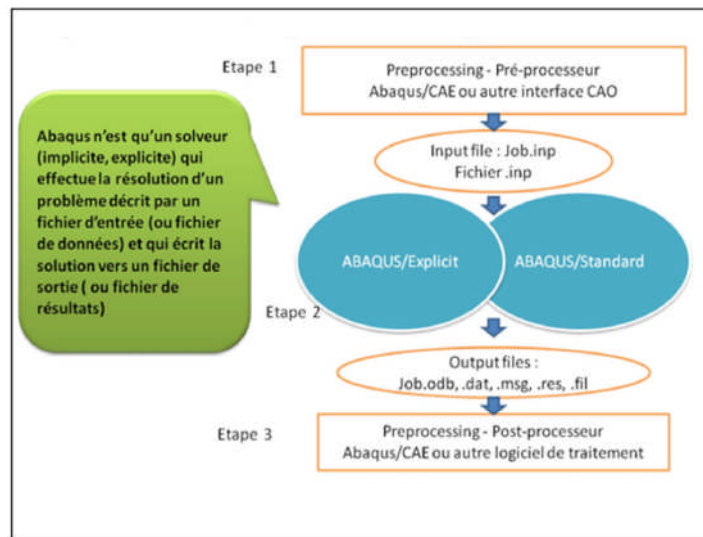 Etape 1
Preprocessing - Pré-processeur
Abaqus/CAE ou autre interface CAO
Abaqus n'est qu'un solveur
(implicite, explicite) qui
effectue la résolution d'un
problème décrit par un
fichier d'entrée (ou fichier
de données) et qui écrit la
solution vers un fichier de
sortie ( ou fichier de
résultats)
Input file : Job.inp
Fichier .inp
ABAQUS/Explicit
ABAQUS/Standard
Etape 2
Output files :
Job.odb, .dat, .msg, .res, .fil
Etape 3
Preprocessing - Post-processeur
Abaqus/CAE ou autre logiciel de traitement